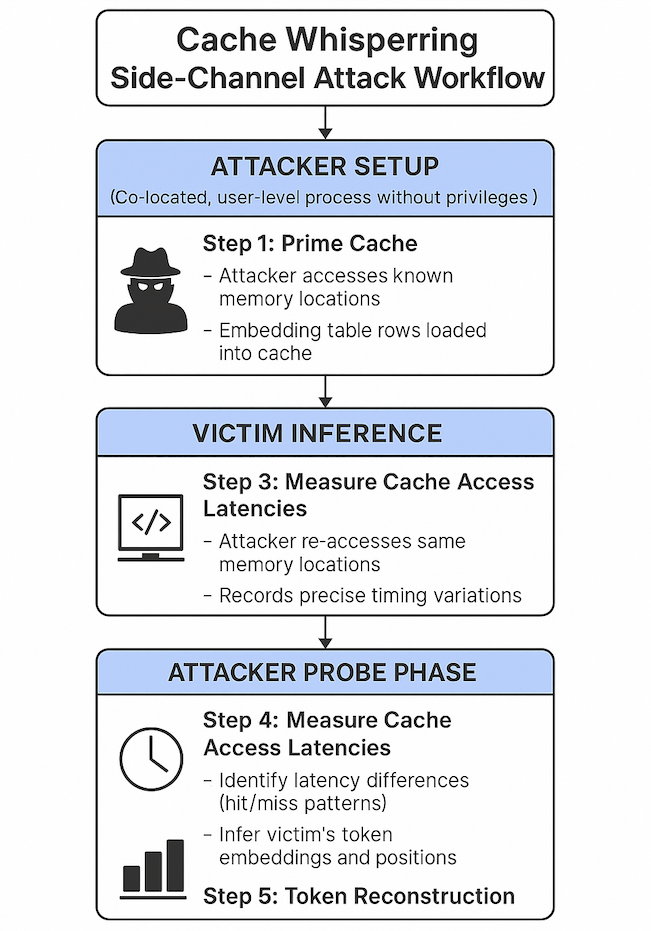 Cache Whisperring
Side-Channel Attack Workflow
ATTACKER SETUP
(Co-located, user-level process without privileges)
Step 1: Prime Cache
- Attacker accesses known
memory locations
- Embedding table rows loaded
into cache
VICTIM INFERENCE
</>
Step 3: Measure Cache Access
Latencies
- Attacker re-accesses same
memory locations
- Records precise timing variations
ATTACKER PROBE PHASE
Step 4: Measure Cache
Access Latencies
- Identify latency differences
(hit/miss patterns)
- Infer victim's token
embeddings and positions
Step 5: Token Reconstruction